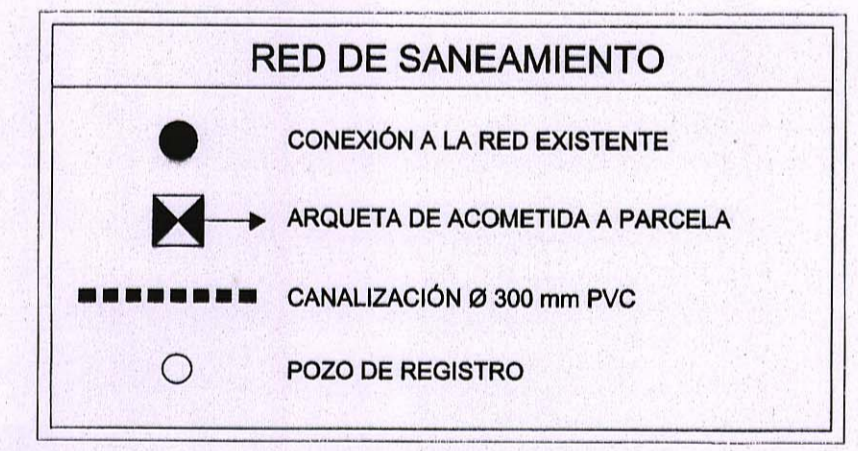 RED DE SANEAMIENTO
CONEXIÓN A LA RED EXISTENTE
ARQUETA DE ACOMETIDA A PARCELA
CANALIZACIÓN Ø 300 mm PVC
POZO DE REGISTRO